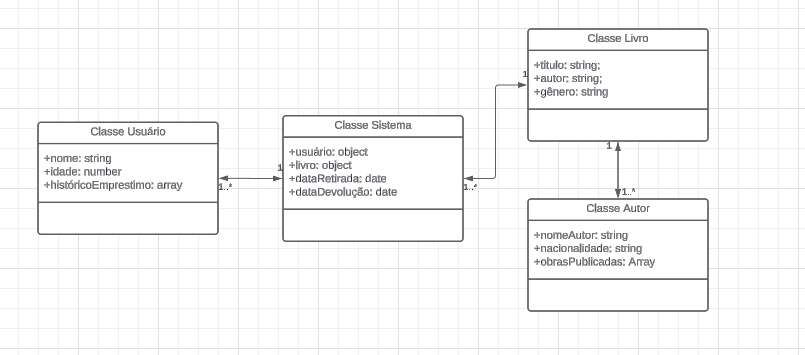 Classe Usuário
+nome: string
+idade: number
+históricoEmprestimo: array
1..*
1
Classe Sistema
+usuário: object
+livro: object
+dataRetirada: date
+dataDevolução: date
1..*
1
Classe Livro
+titulo: string;
+autor: string;
+gênero: string
1
1..*
Classe Autor
+nomeAutor: string
+nacionalidade: string
+obrasPublicadas: Array